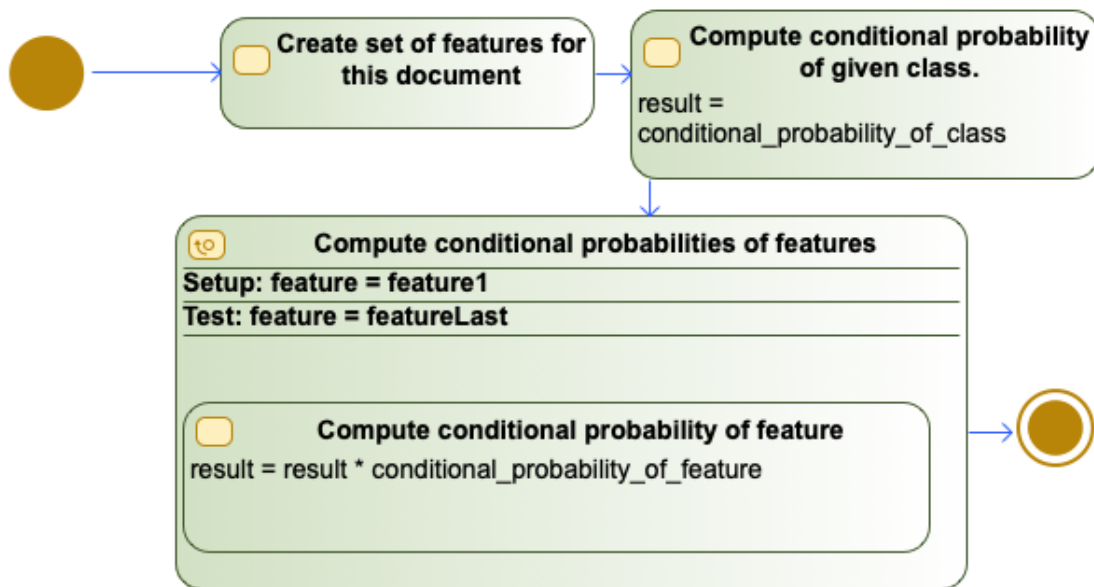 Create set of features for
this document
Compute conditional probability
of given class.
result =
conditional_probability_of_class
Compute conditional probabilities of features
Setup: feature = feature1
Test: feature = featureLast
Compute conditional probability of feature
result = result * conditional_probability_of_feature